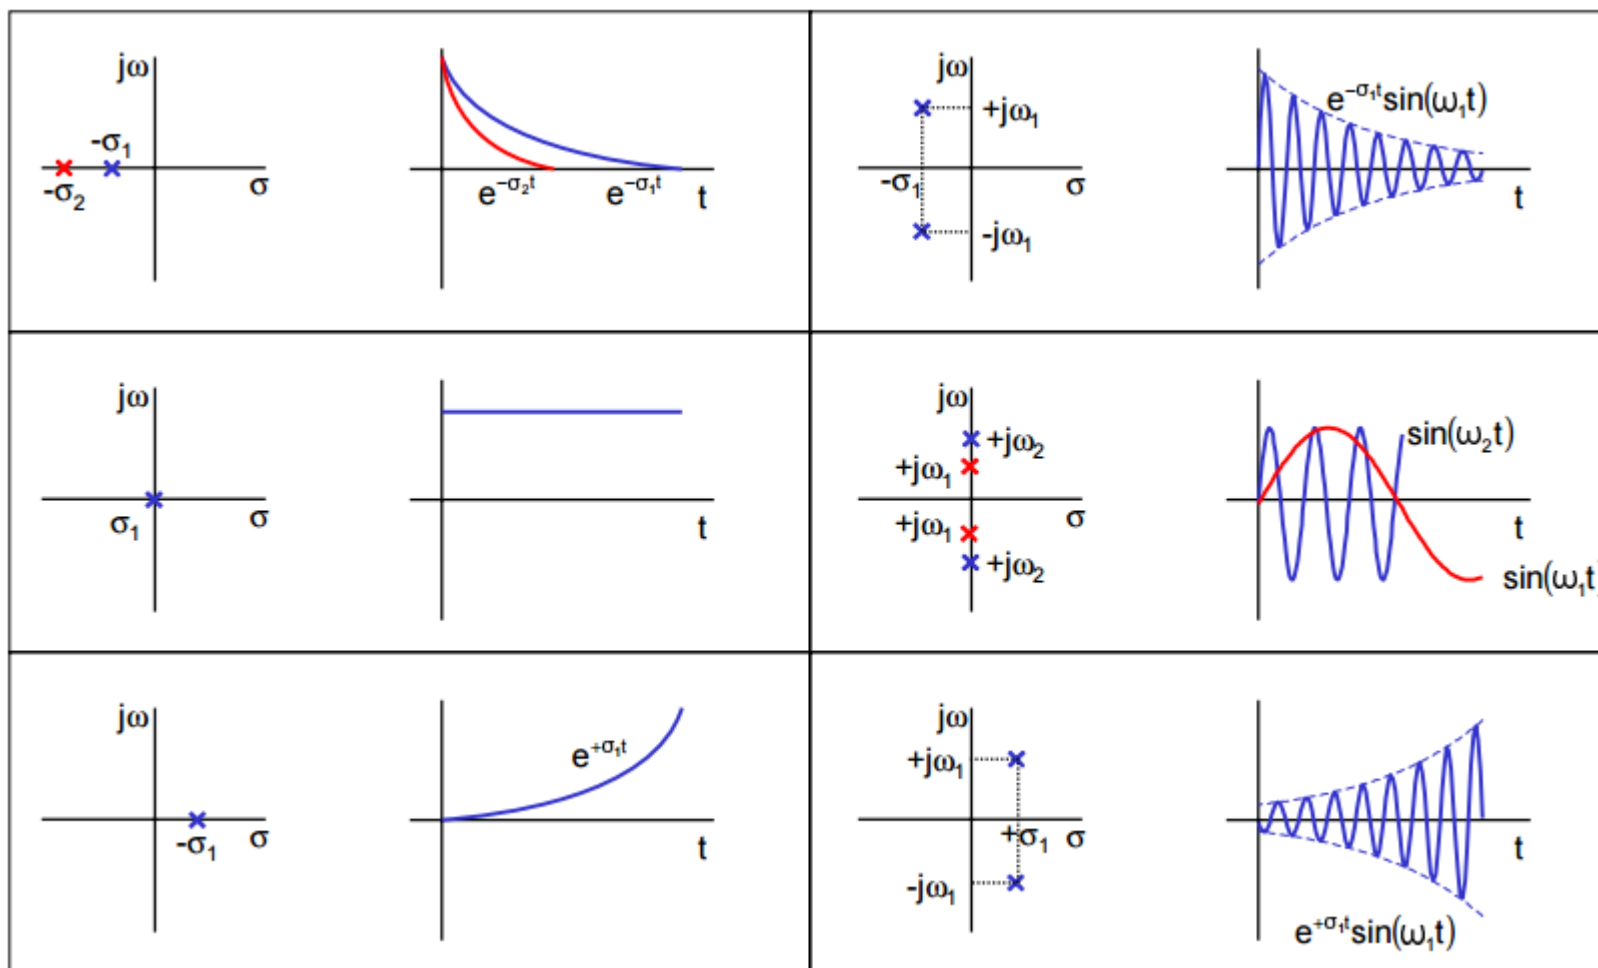 jω
-σ₁
-σ₂
σ
e^{-σ₂t}
e^{-σ₁t}
t
jω
+jω₁
-σ₁
σ
-jω₁
e^{-σ₁t}sin(ω₁t)
t
jω
σ₁
σ
t
jω
+jω₂
+jω₁
σ
+jω₁
+jω₂
sin(ω₂t)
t
sin(ω₁t)
jω
-σ₁
σ
e^{+σ₁t}
t
jω
+jω₁
+σ₁
σ
-jω₁
t
e^{+σ₁t}sin(ω₁t)